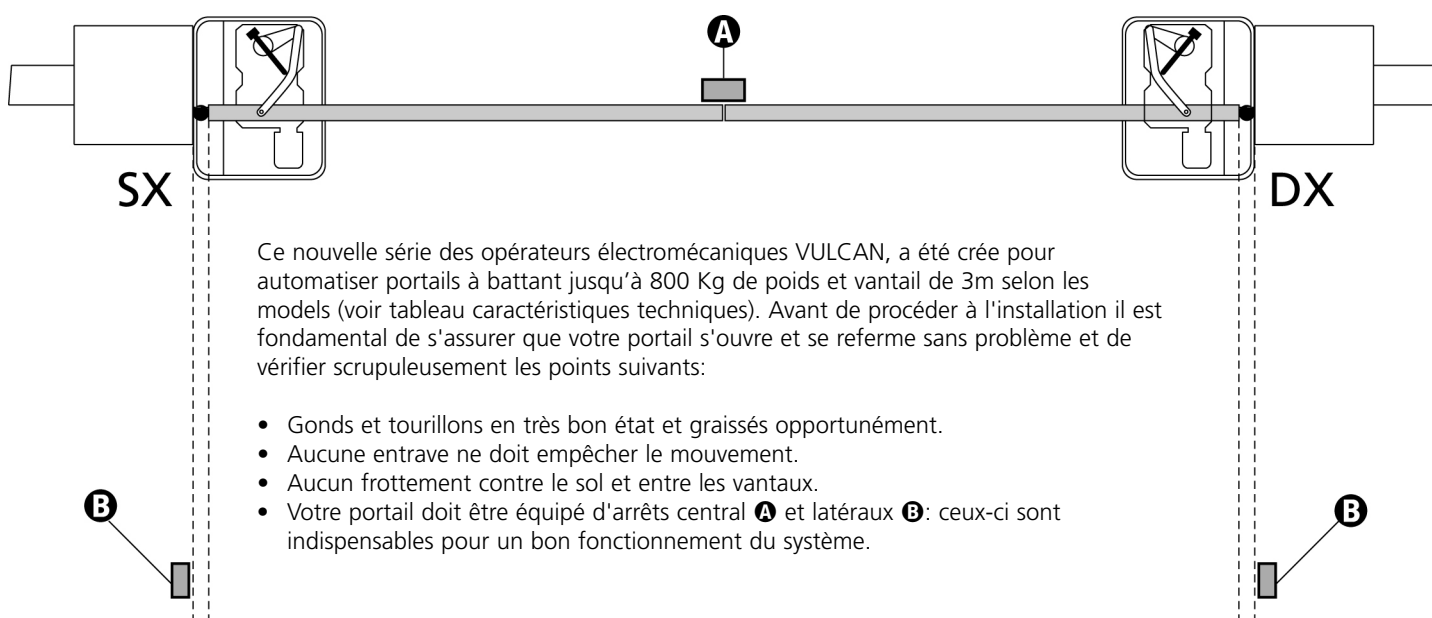 A
SX
DX
Ce nouvelle série des opérateurs électromécaniques VULCAN, a été crée pour
automatiser portails à battant jusqu'à 800 Kg de poids et vantail de 3m selon les
models (voir tableau caractéristiques techniques). Avant de procéder à l'installation il est
fondamental de s'assurer que votre portail s'ouvre et se referme sans problème et de
vérifier scrupuleusement les points suivants:
• Gonds et tourillons en très bon état et graissés opportunément.
• Aucune entrave ne doit empêcher le mouvement.
• Aucun frottement contre le sol et entre les vantaux.
• Votre portail doit être équipé d'arrêts central A et latéraux B: ceux-ci sont
indispensables pour un bon fonctionnement du système.
B
B